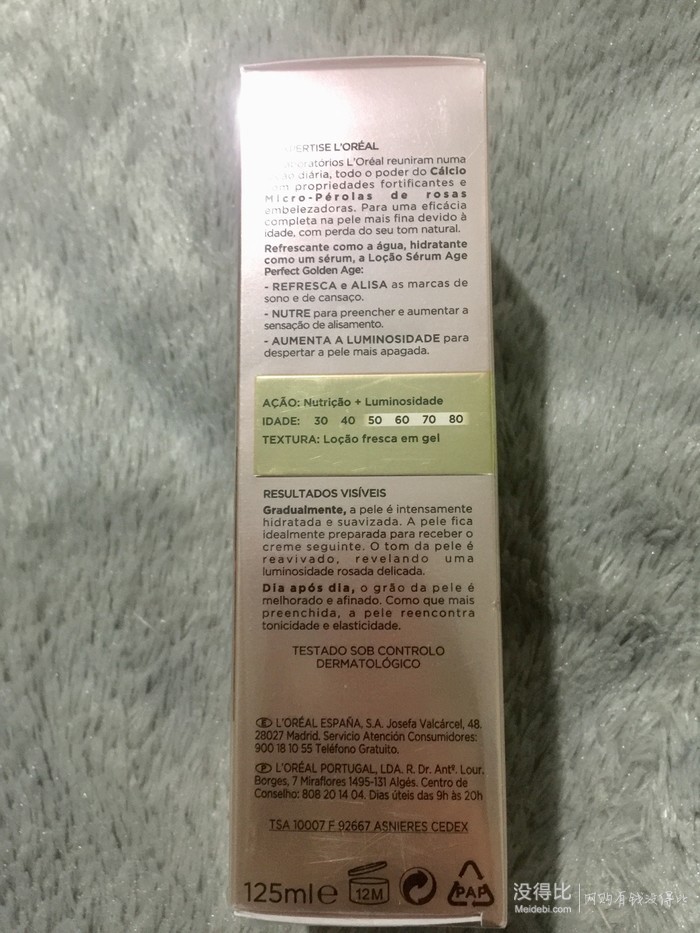 ERTISE L'ORÉAL
oratórios L'Oréal reuniram numa
diária, todo o poder do Cálcio
propriedades fortificantes e
Micro-Pérolas de rosas
embelezadoras. Para uma eficácia
completa na pele mais fina devido à
idade, com perda do seu tom natural.
Refrescante como a água, hidratante
como um sérum, a Loção Sérum Age
Perfect Golden Age:
- REFRESCA e ALISA as marcas de
sono e de cansaço.
- NUTRE para preencher e aumentar a
sensação de alisamento.
- AUMENTA A LUMINOSIDADE para
despertar a pele mais apagada.
AÇÃO: Nutrição + Luminosidade
IDADE: 30 40 50 60 70 80
TEXTURA: Loção fresca em gel
RESULTADOS VISÍVEIS
Gradualmente, a pele é intensamente
hidratada e suavizada. A pele fica
idealmente preparada para receber o
creme seguinte. O tom da pele é
reavivado, revelando uma
luminosidade rosada delicada.
Dia após dia, o grão da pele é
melhorado e afinado. Como que mais
preenchida, a pele reencontra
tonicidade e elasticidade.
TESTADO SOB CONTROLO
DERMATOLÓGICO
E L'ORÉAL ESPAÑA, S.A. Josefa Valcárcel, 48.
28027 Madrid. Servicio Atención Consumidores:
900 18 10 55 Teléfono Gratuito.
P L'ORÉAL PORTUGAL, LDA. R. Dr. Antº. Lour.
Borges, 7 Miraflores 1495-131 Algés. Centro de
Conselho: 808 20 14 04. Dias úteis das 9h às 20h
TSA 10007 F 92667 ASNIERES CEDEX
125ml e 12M PAP
没得比 网购有钱没得比
Meidebi.com